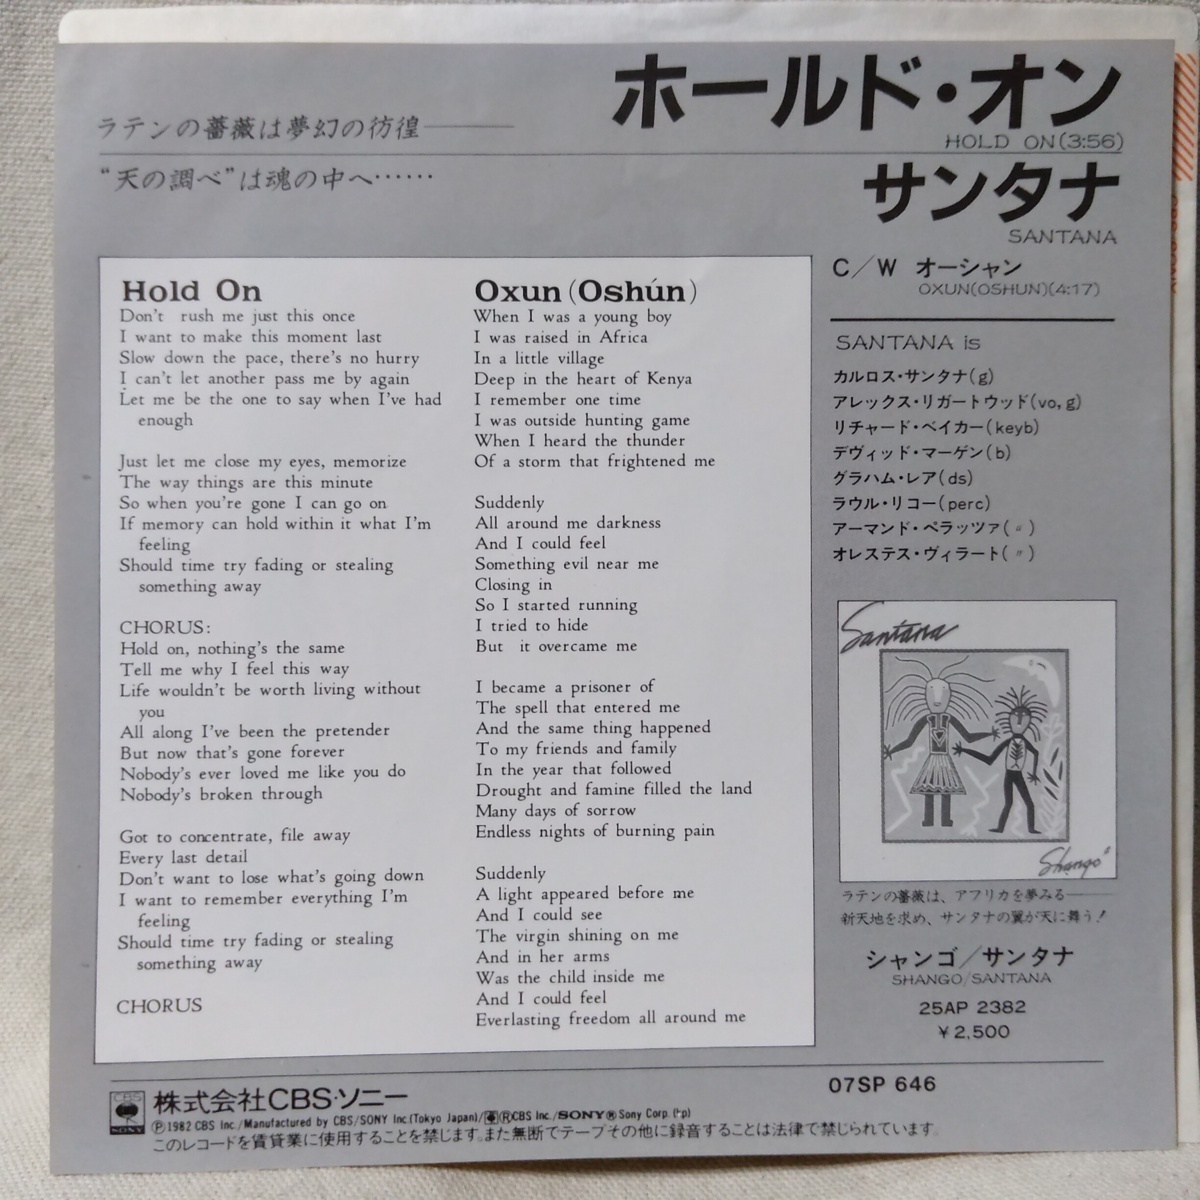 ホールド・オン
HOLD ON(3:56)
ラテンの薔薇は夢幻の彷徨――
“天の調べ”は魂の中へ……
サンタナ
SANTANA
C/W オーシャン
OXUN(OSHUN)(4:17)
SANTANA is
カルロス・サンタナ(g)
アレックス・リガートウッド(vo,g)
リチャード・ベイカー(keyb)
デヴィッド・マーゲン(b)
グラハム・レア(ds)
ラウル・リコー(perc)
アーマンド・ペラッツァ(〃)
オレステス・ヴィラート(〃)
Hold On
Don't rush me just this once
I want to make this moment last
Slow down the pace, there's no hurry
I can't let another pass me by again
Let me be the one to say when I've had
enough
Just let me close my eyes, memorize
The way things are this minute
So when you're gone I can go on
If memory can hold within it what I'm
feeling
Should time try fading or stealing
something away
CHORUS:
Hold on, nothing's the same
Tell me why I feel this way
Life wouldn't be worth living without
you
All along I've been the pretender
But now that's gone forever
Nobody's ever loved me like you do
Nobody's broken through
Got to concentrate, file away
Every last detail
Don't want to lose what's going down
I want to remember everything I'm
feeling
Should time try fading or stealing
something away
CHORUS
Oxun (Oshún)
When I was a young boy
I was raised in Africa
In a little village
Deep in the heart of Kenya
I remember one time
I was outside hunting game
When I heard the thunder
Of a storm that frightened me
Suddenly
All around me darkness
And I could feel
Something evil near me
Closing in
So I started running
I tried to hide
But it overcame me
I became a prisoner of
The spell that entered me
And the same thing happened
To my friends and family
In the year that followed
Drought and famine filled the land
Many days of sorrow
Endless nights of burning pain
Suddenly
A light appeared before me
And I could see
The virgin shining on me
And in her arms
Was the child inside me
And I could feel
Everlasting freedom all around me
Santana
Shango
ラテンの薔薇は、アフリカを夢みる――
新天地を求め、サンタナの翼が天に舞う!
シャンゴ/サンタナ
SHANGO/SANTANA
25AP 2382
¥2,500
07SP 646
CBS
SONY
株式会社CBS・ソニー
Ⓟ1982 CBS Inc./Manufactured by CBS/SONY Inc.(Tokyo Japan)/ⓇCBS Inc./SONY® Sony Corp.
このレコードを賃貸業に使用することを禁じます。また無断でテープその他に録音することは法律で禁じられています。